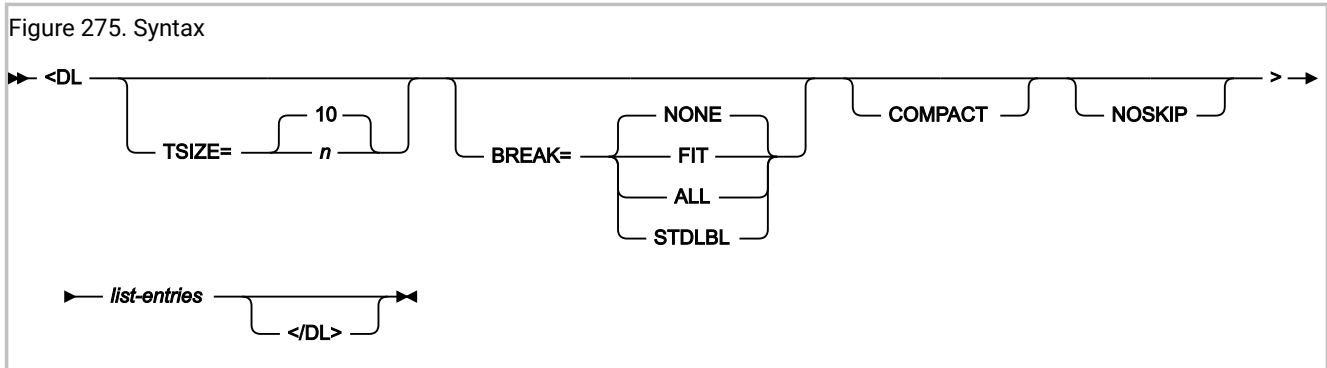 Figure 275. Syntax
<DL
TSIZE=
10
n
BREAK=
NONE
FIT
ALL
STDLBL
COMPACT
NOSKIP
>
list-entries
</DL>